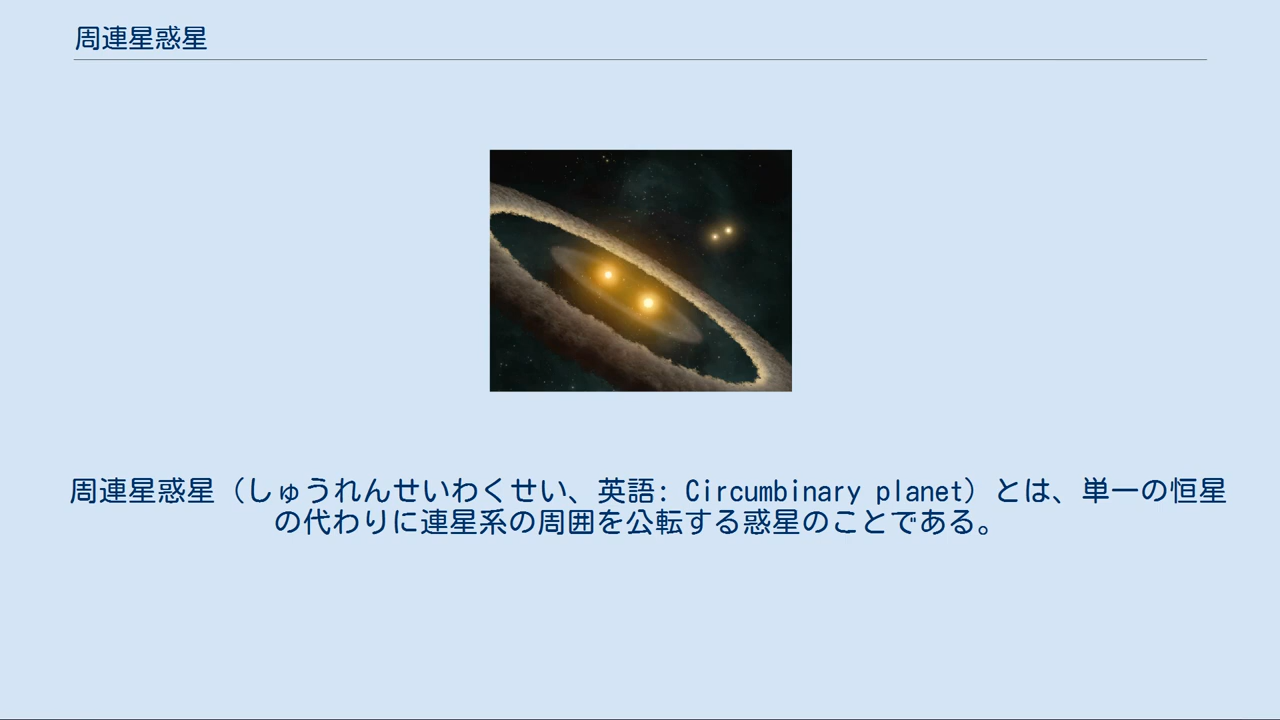 周連星惑星
周連星惑星（しゅうれんせいわくせい、英語: Circumbinary planet）とは、単一の恒星
の代わりに連星系の周囲を公転する惑星のことである。